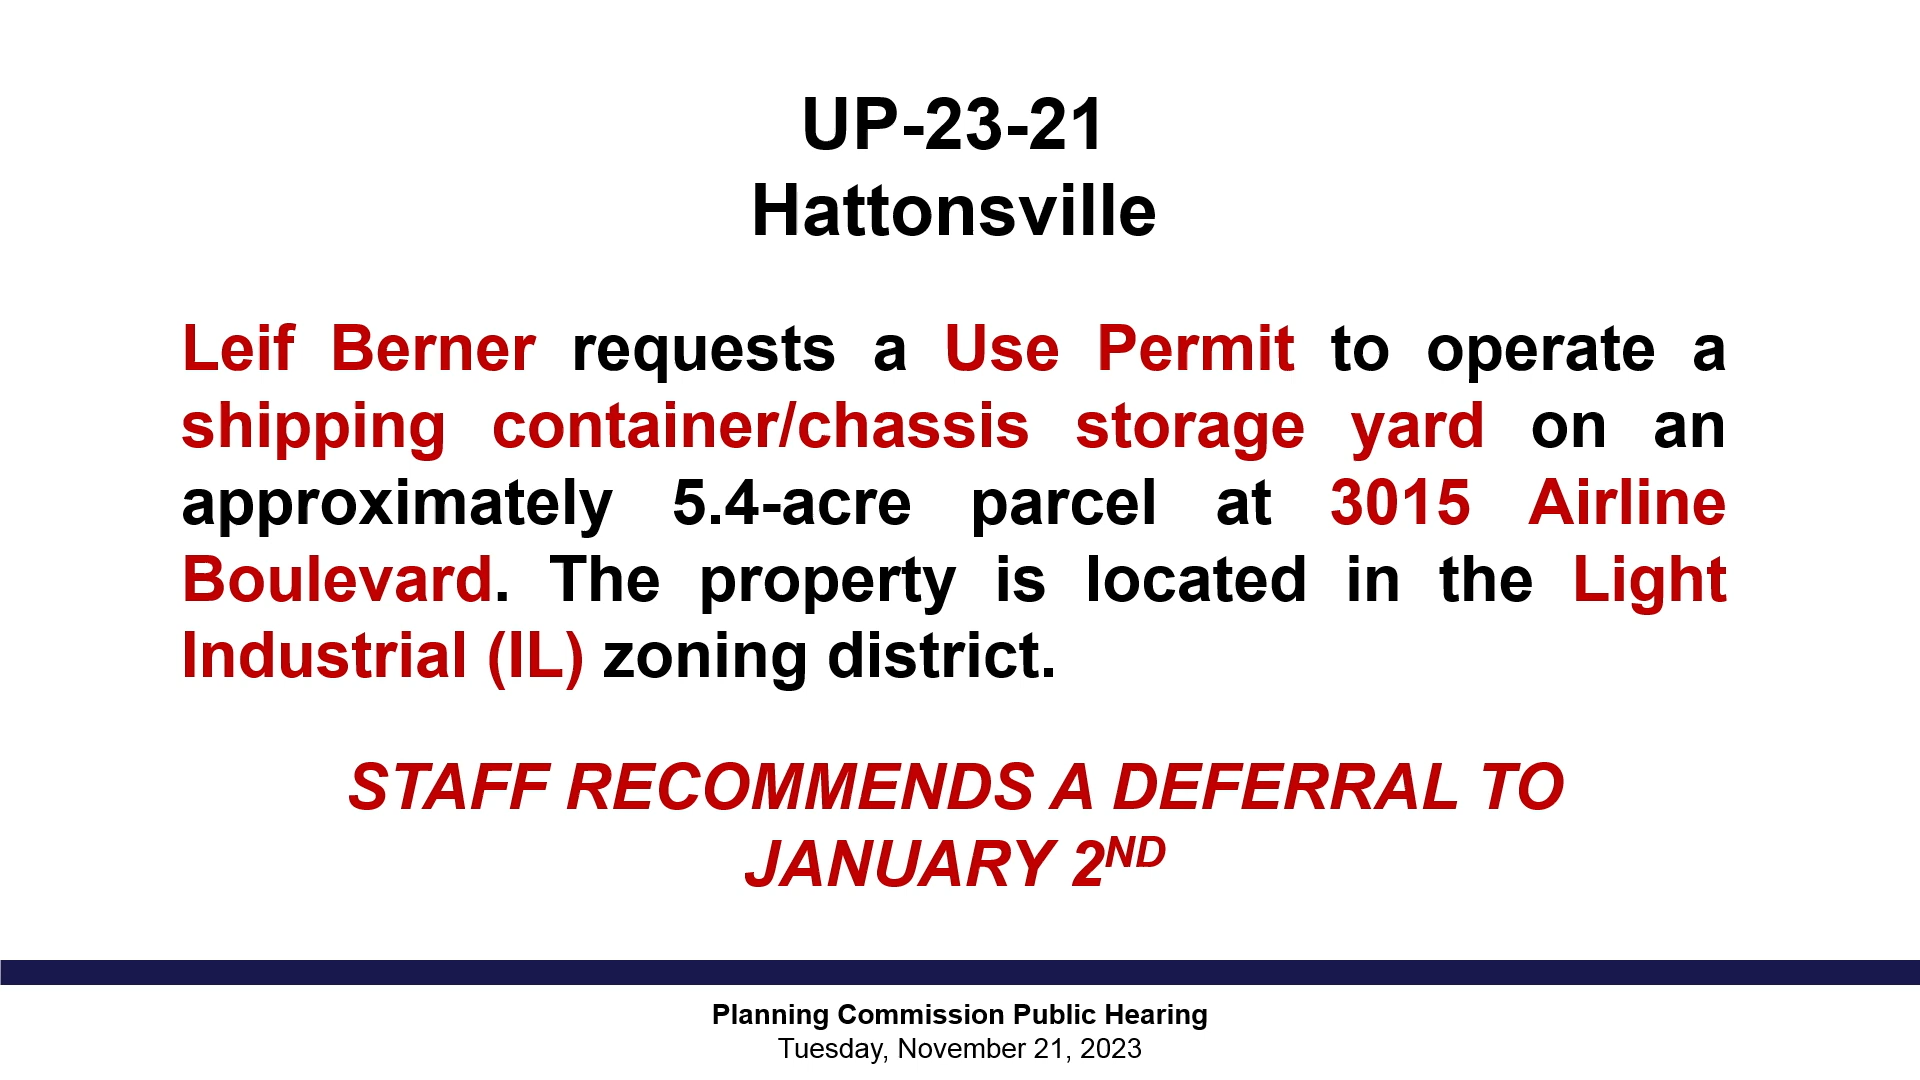 UP-23-21
Hattonsville
Leif Berner requests a Use Permit to operate a
shipping container/chassis storage yard on an
approximately 5.4-acre parcel at 3015 Airline
Boulevard. The property is located in the Light
Industrial (IL) zoning district.
STAFF RECOMMENDS A DEFERRAL TO
JANUARY 2ND
Planning Commission Public Hearing
Tuesday, November 21, 2023